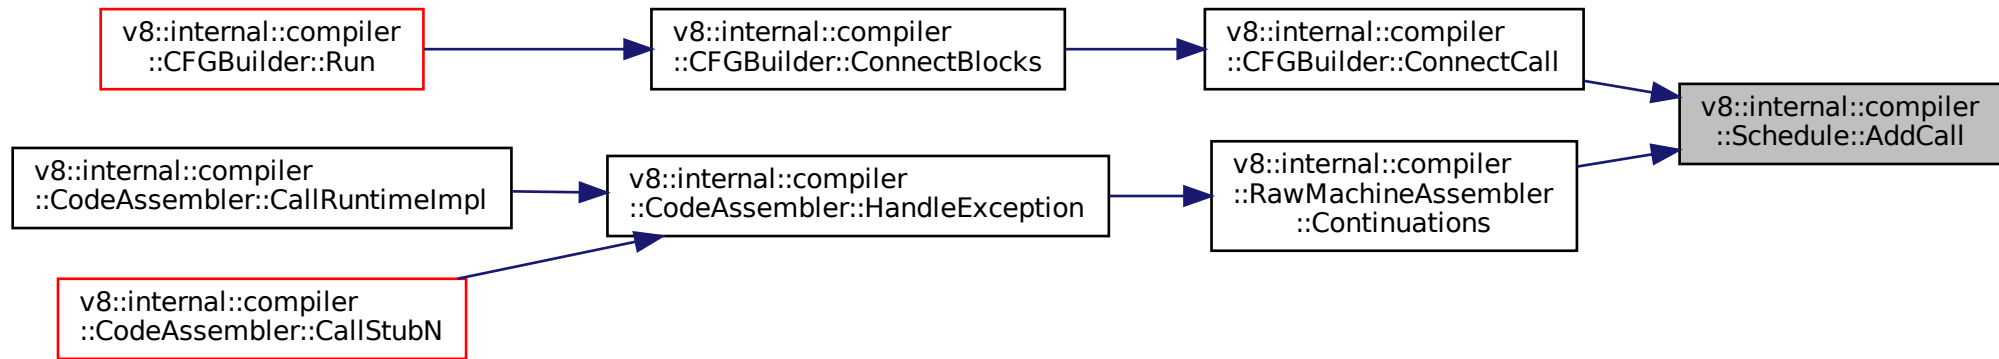 v8::internal::compiler
::CFGBuilder::Run
v8::internal::compiler
::CFGBuilder::ConnectBlocks
v8::internal::compiler
::CFGBuilder::ConnectCall
v8::internal::compiler
::Schedule::AddCall
v8::internal::compiler
::CodeAssembler::CallRuntimeImpl
v8::internal::compiler
::CodeAssembler::HandleException
v8::internal::compiler
::RawMachineAssembler
::Continuations
v8::internal::compiler
::CodeAssembler::CallStubN